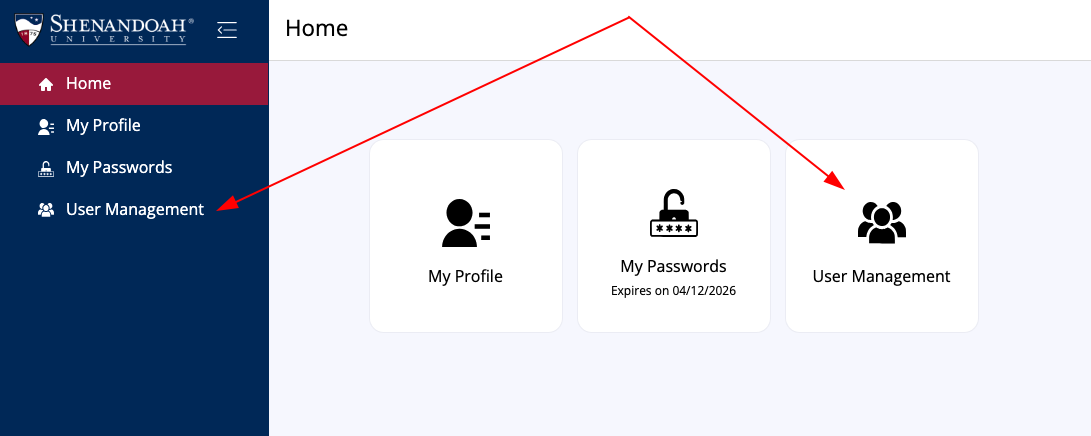 SHENANDOAH®
UNIVERSITY
Home
Home
My Profile
My Passwords
User Management
My Profile
My Passwords
Expires on 04/12/2026
User Management